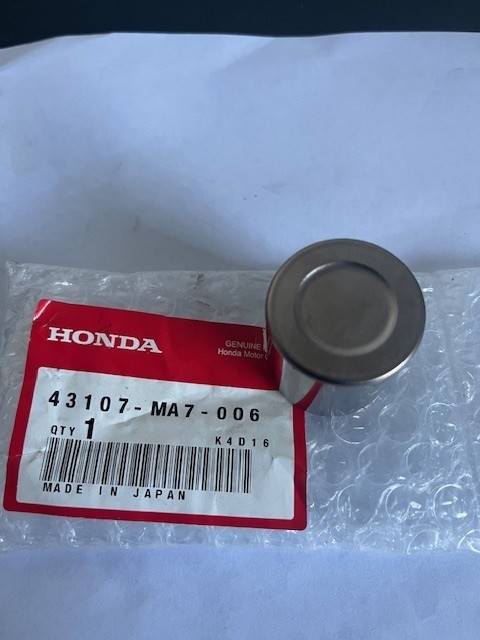 HONDA
GENUINE
Honda Motor
43107-MA7-006
QTY 1
K4D16
MADE IN JAPAN